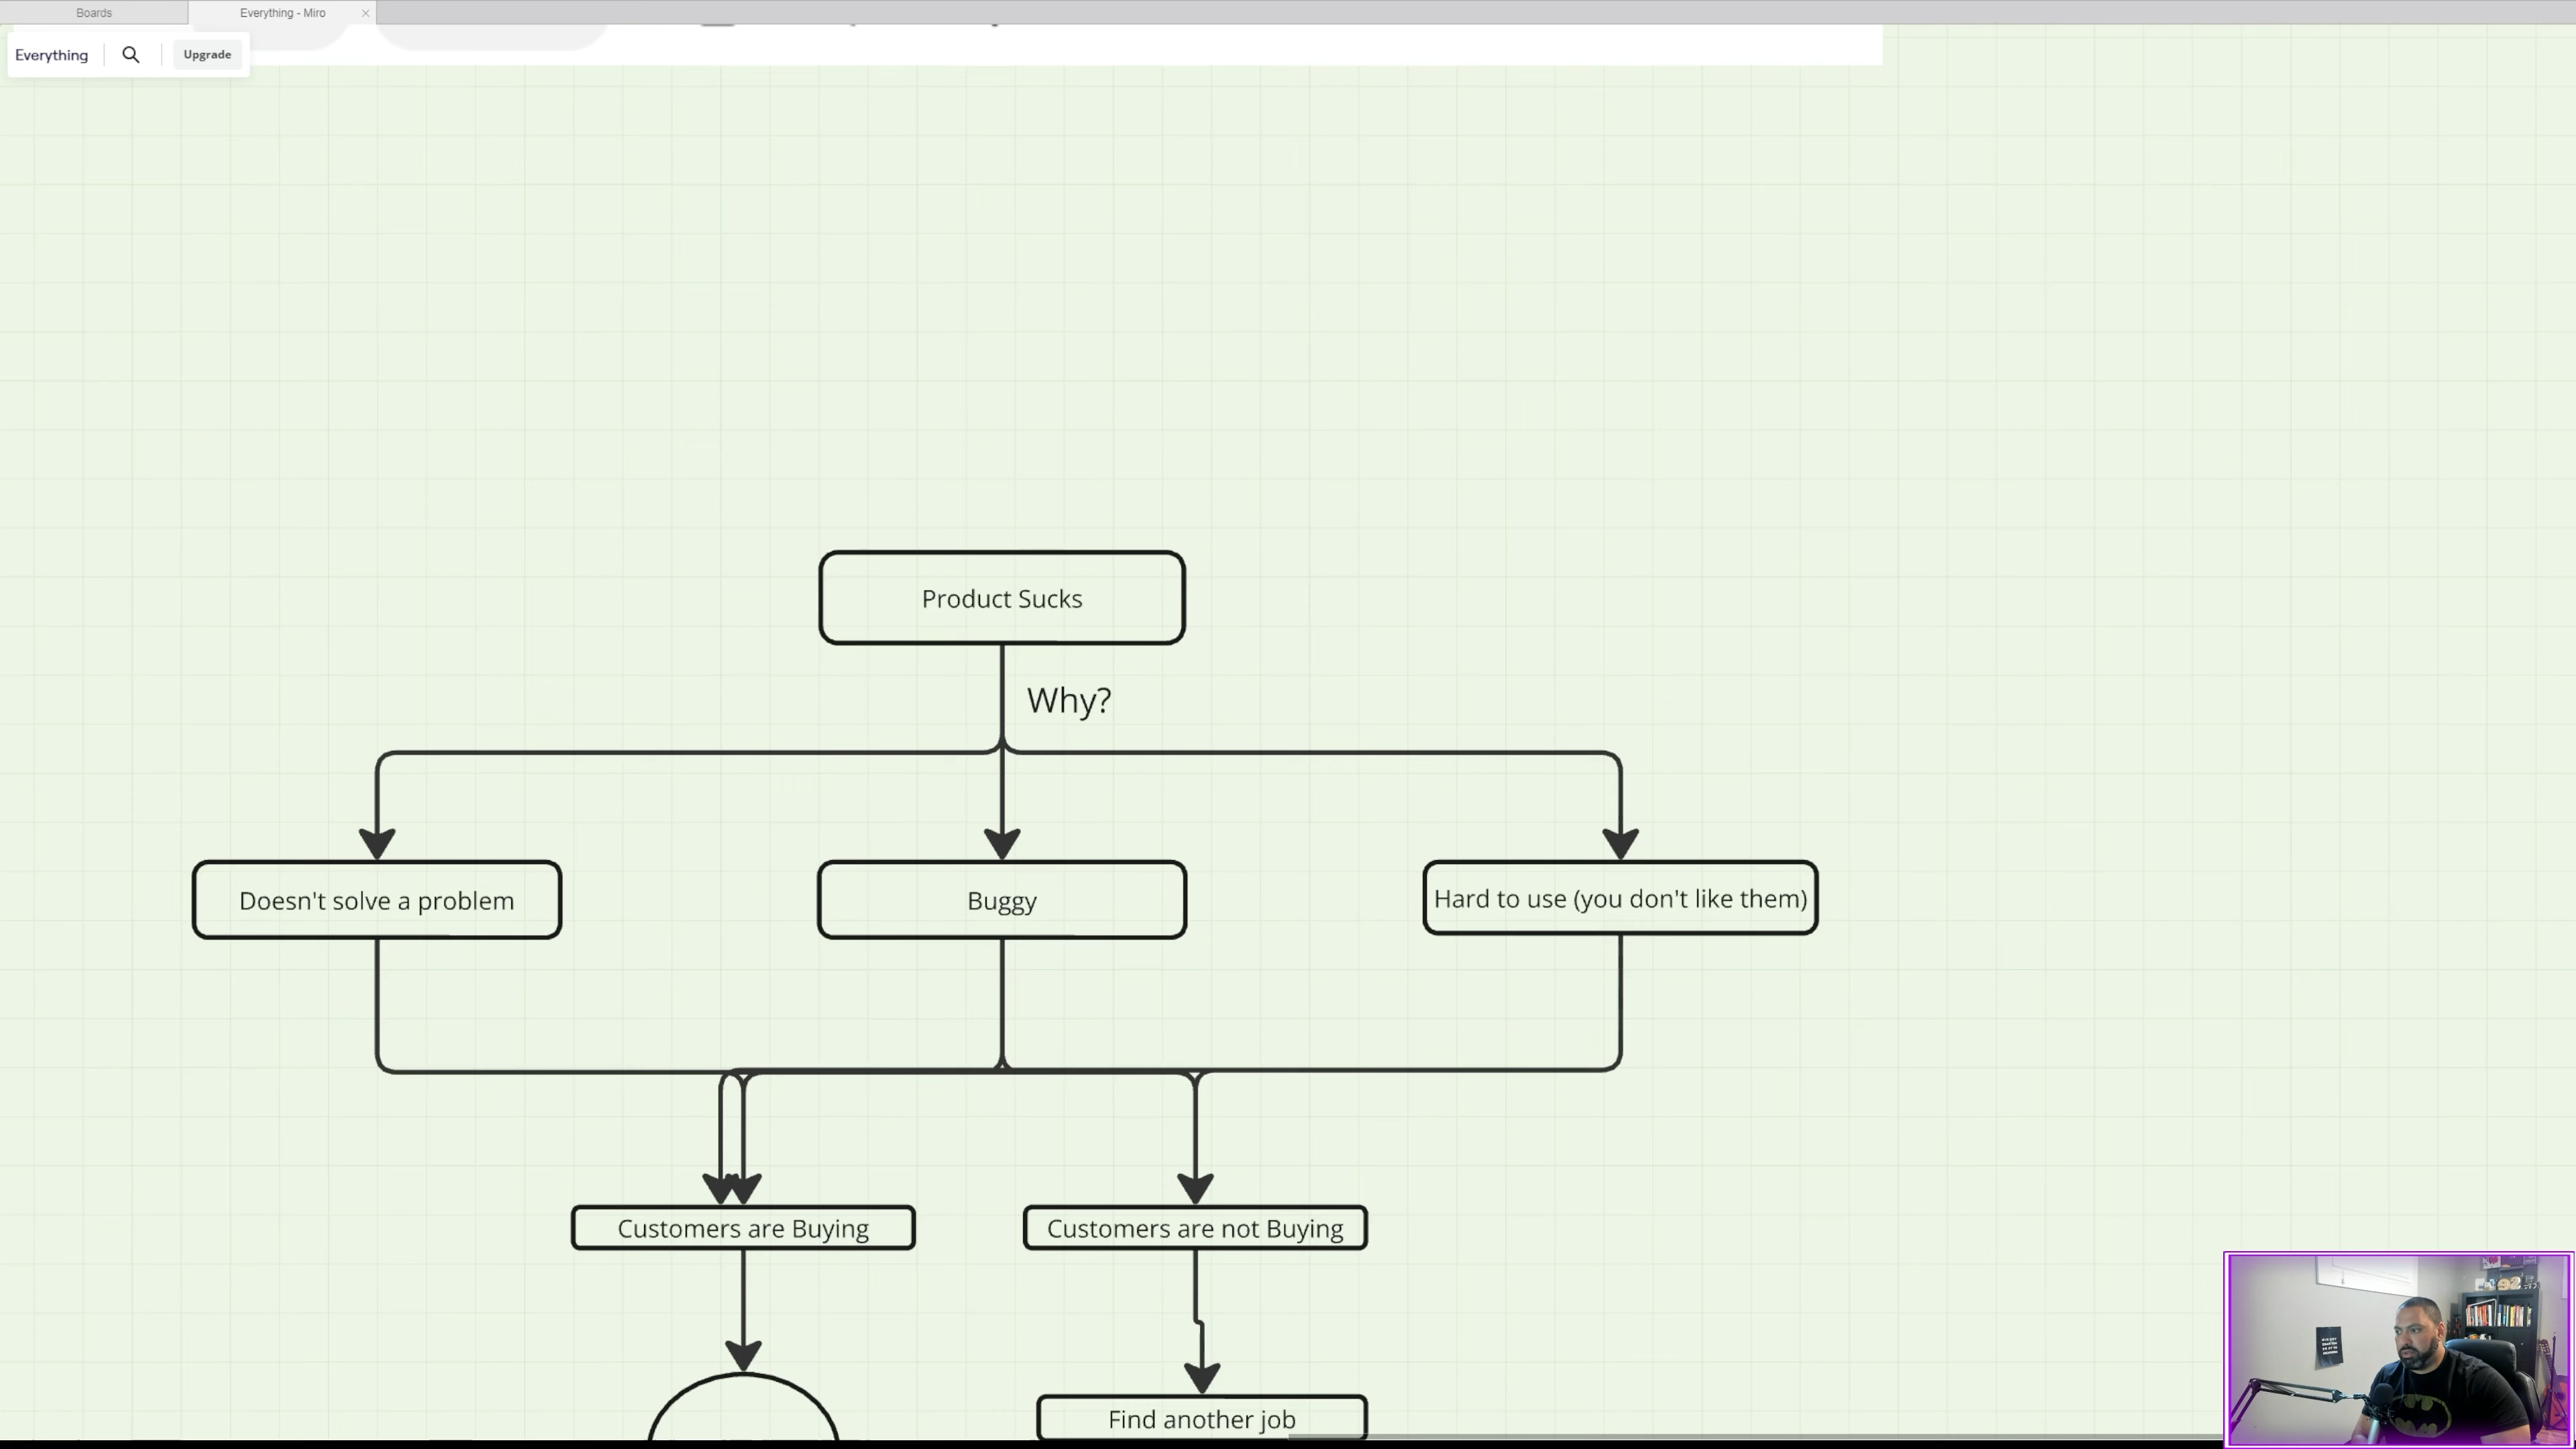 Boards
Everything - Miro
Everything
Upgrade
Product Sucks
Why?
Doesn't solve a problem
Buggy
Hard to use (you don't like them)
Customers are Buying
Customers are not Buying
Find another job